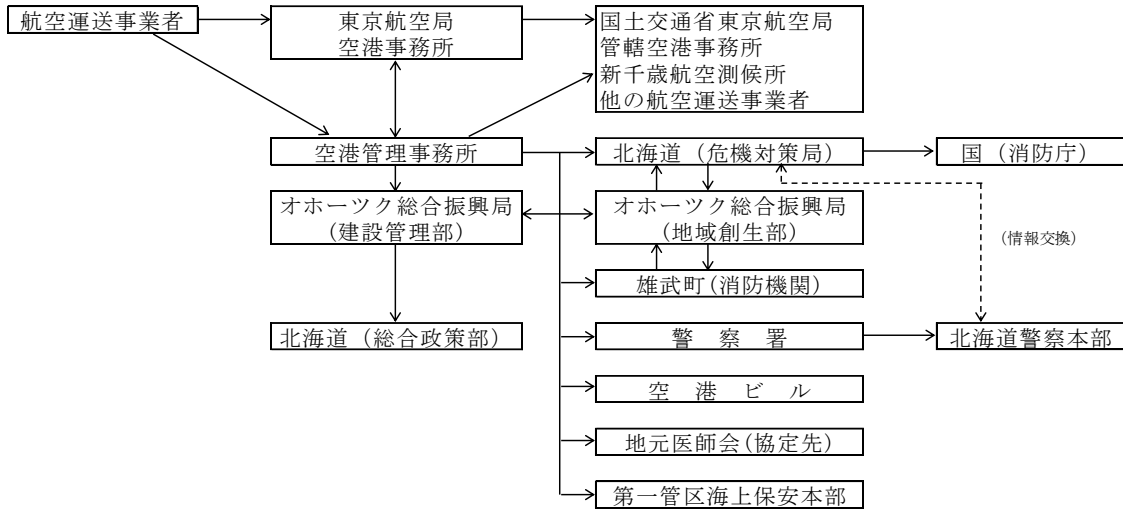 航空運送事業者
東京航空局
空港事務所
国土交通省東京航空局
管轄空港事務所
新千歳航空測候所
他の航空運送事業者
空港管理事務所
北海道（危機対策局）
国（消防庁）
オホーツク総合振興局
(建設管理部)
オホーツク総合振興局
(地域創生部)
（情報交換）
雄武町(消防機関)
北海道（総合政策部）
警　察　署
北海道警察本部
空　港　ビ　ル
地元医師会(協定先)
第一管区海上保安本部